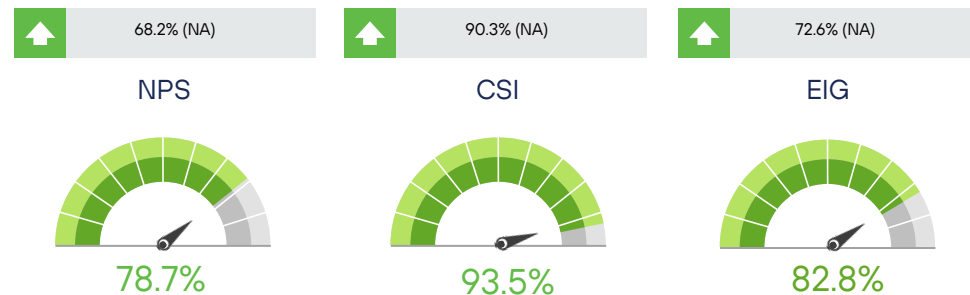 68.2% (NA)
90.3% (NA)
72.6% (NA)
NPS
CSI
EIG
78.7%
93.5%
82.8%